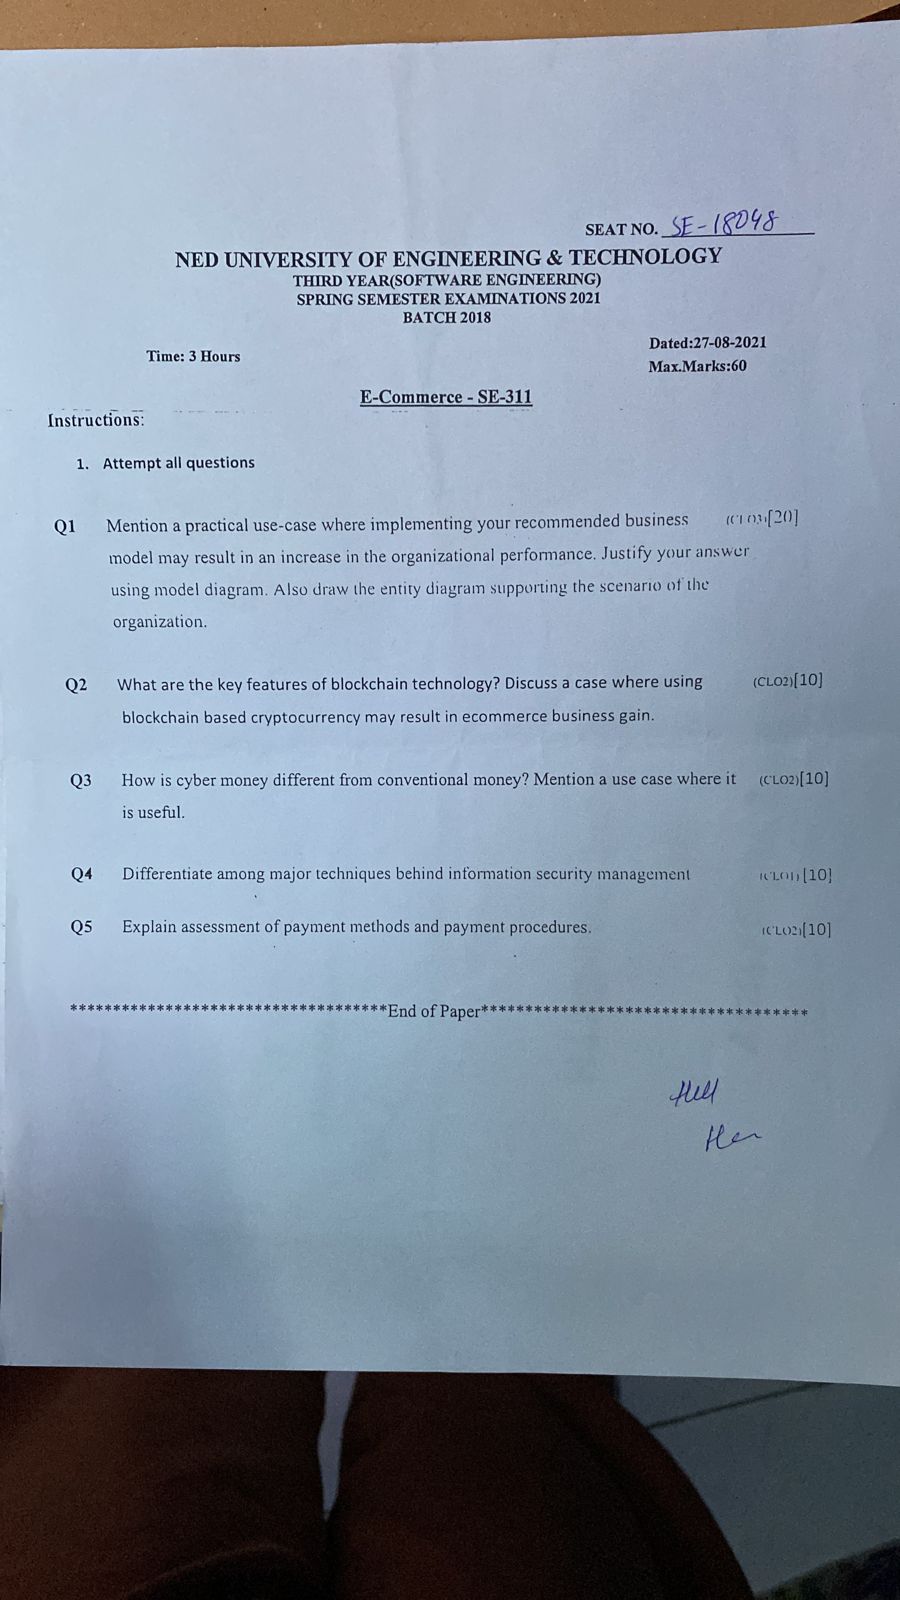 SEAT NO. SE-18048
NED UNIVERSITY OF ENGINEERING & TECHNOLOGY
THIRD YEAR(SOFTWARE ENGINEERING)
SPRING SEMESTER EXAMINATIONS 2021
BATCH 2018
Dated:27-08-2021
Time: 3 Hours
Max.Marks:60
E-Commerce - SE-311
Instructions:
1. Attempt all questions
Q1 Mention a practical use-case where implementing your recommended business (CLO3)[20]
model may result in an increase in the organizational performance. Justify your answer
using model diagram. Also draw the entity diagram supporting the scenario of the
organization.
Q2 What are the key features of blockchain technology? Discuss a case where using (CLO2)[10]
blockchain based cryptocurrency may result in ecommerce business gain.
Q3 How is cyber money different from conventional money? Mention a use case where it (CLO2)[10]
is useful.
Q4 Differentiate among major techniques behind information security management (CLO1)[10]
Q5 Explain assessment of payment methods and payment procedures. (CLO2)[10]
*************************************End of Paper*************************************